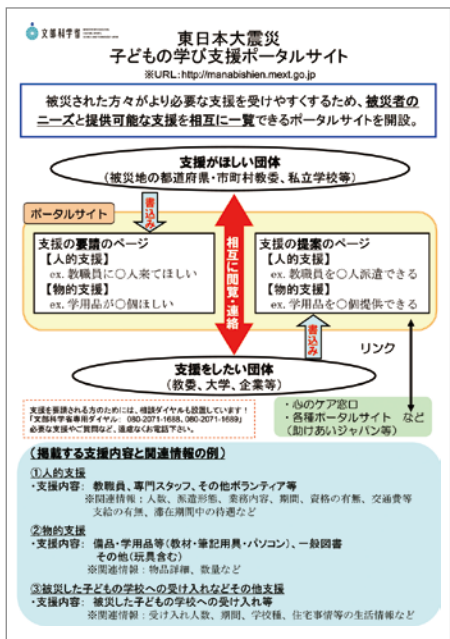 文部科学省
東日本大震災
子どもの学び支援ポータルサイト
※URL:http://manabishien.mext.go.jp
被災された方々がより必要な支援を受けやすくするため、被災者の
ニーズと提供可能な支援を相互に一覧できるポータルサイトを開設。
支援がほしい団体
(被災地の都道府県・市町村教委、私立学校等)
書込み
ポータルサイト
支援の要請のページ
【人的支援】
ex. 教職員に○人来てほしい
【物的支援】
ex. 学用品が○個ほしい
相互に閲覧・連絡
支援の提案のページ
【人的支援】
ex. 教職員を○人派遣できる
【物的支援】
ex. 学用品を○個提供できる
書込み
リンク
支援をしたい団体
(教委、大学、企業等)
支援を要請される方のためには、相談ダイヤルも設置しています!
「文部科学省専用ダイヤル: 080-2071-1688, 080-2071-1689」
必要な支援やご質問など、遠慮なくお電話下さい。
・心のケア窓口
・各種ポータルサイト など
(助けあいジャパン等)
(掲載する支援内容と関連情報の例)
①人的支援
・支援内容: 教職員、専門スタッフ、その他ボランティア等
※関連情報:人数、派遣形態、業務内容、期間、資格の有無、交通費等
支給の有無、滞在期間中の待遇など
②物的支援
・支援内容: 備品・学用品等(教材・筆記用具・パソコン)、一般図書
その他(玩具含む)
※関連情報:物品詳細、数量など
③被災した子どもの学校への受け入れなどその他支援
・支援内容: 被災した子どもの学校への受け入れ等
※関連情報:受け入れ人数、期間、学校種、住宅事情等の生活情報など